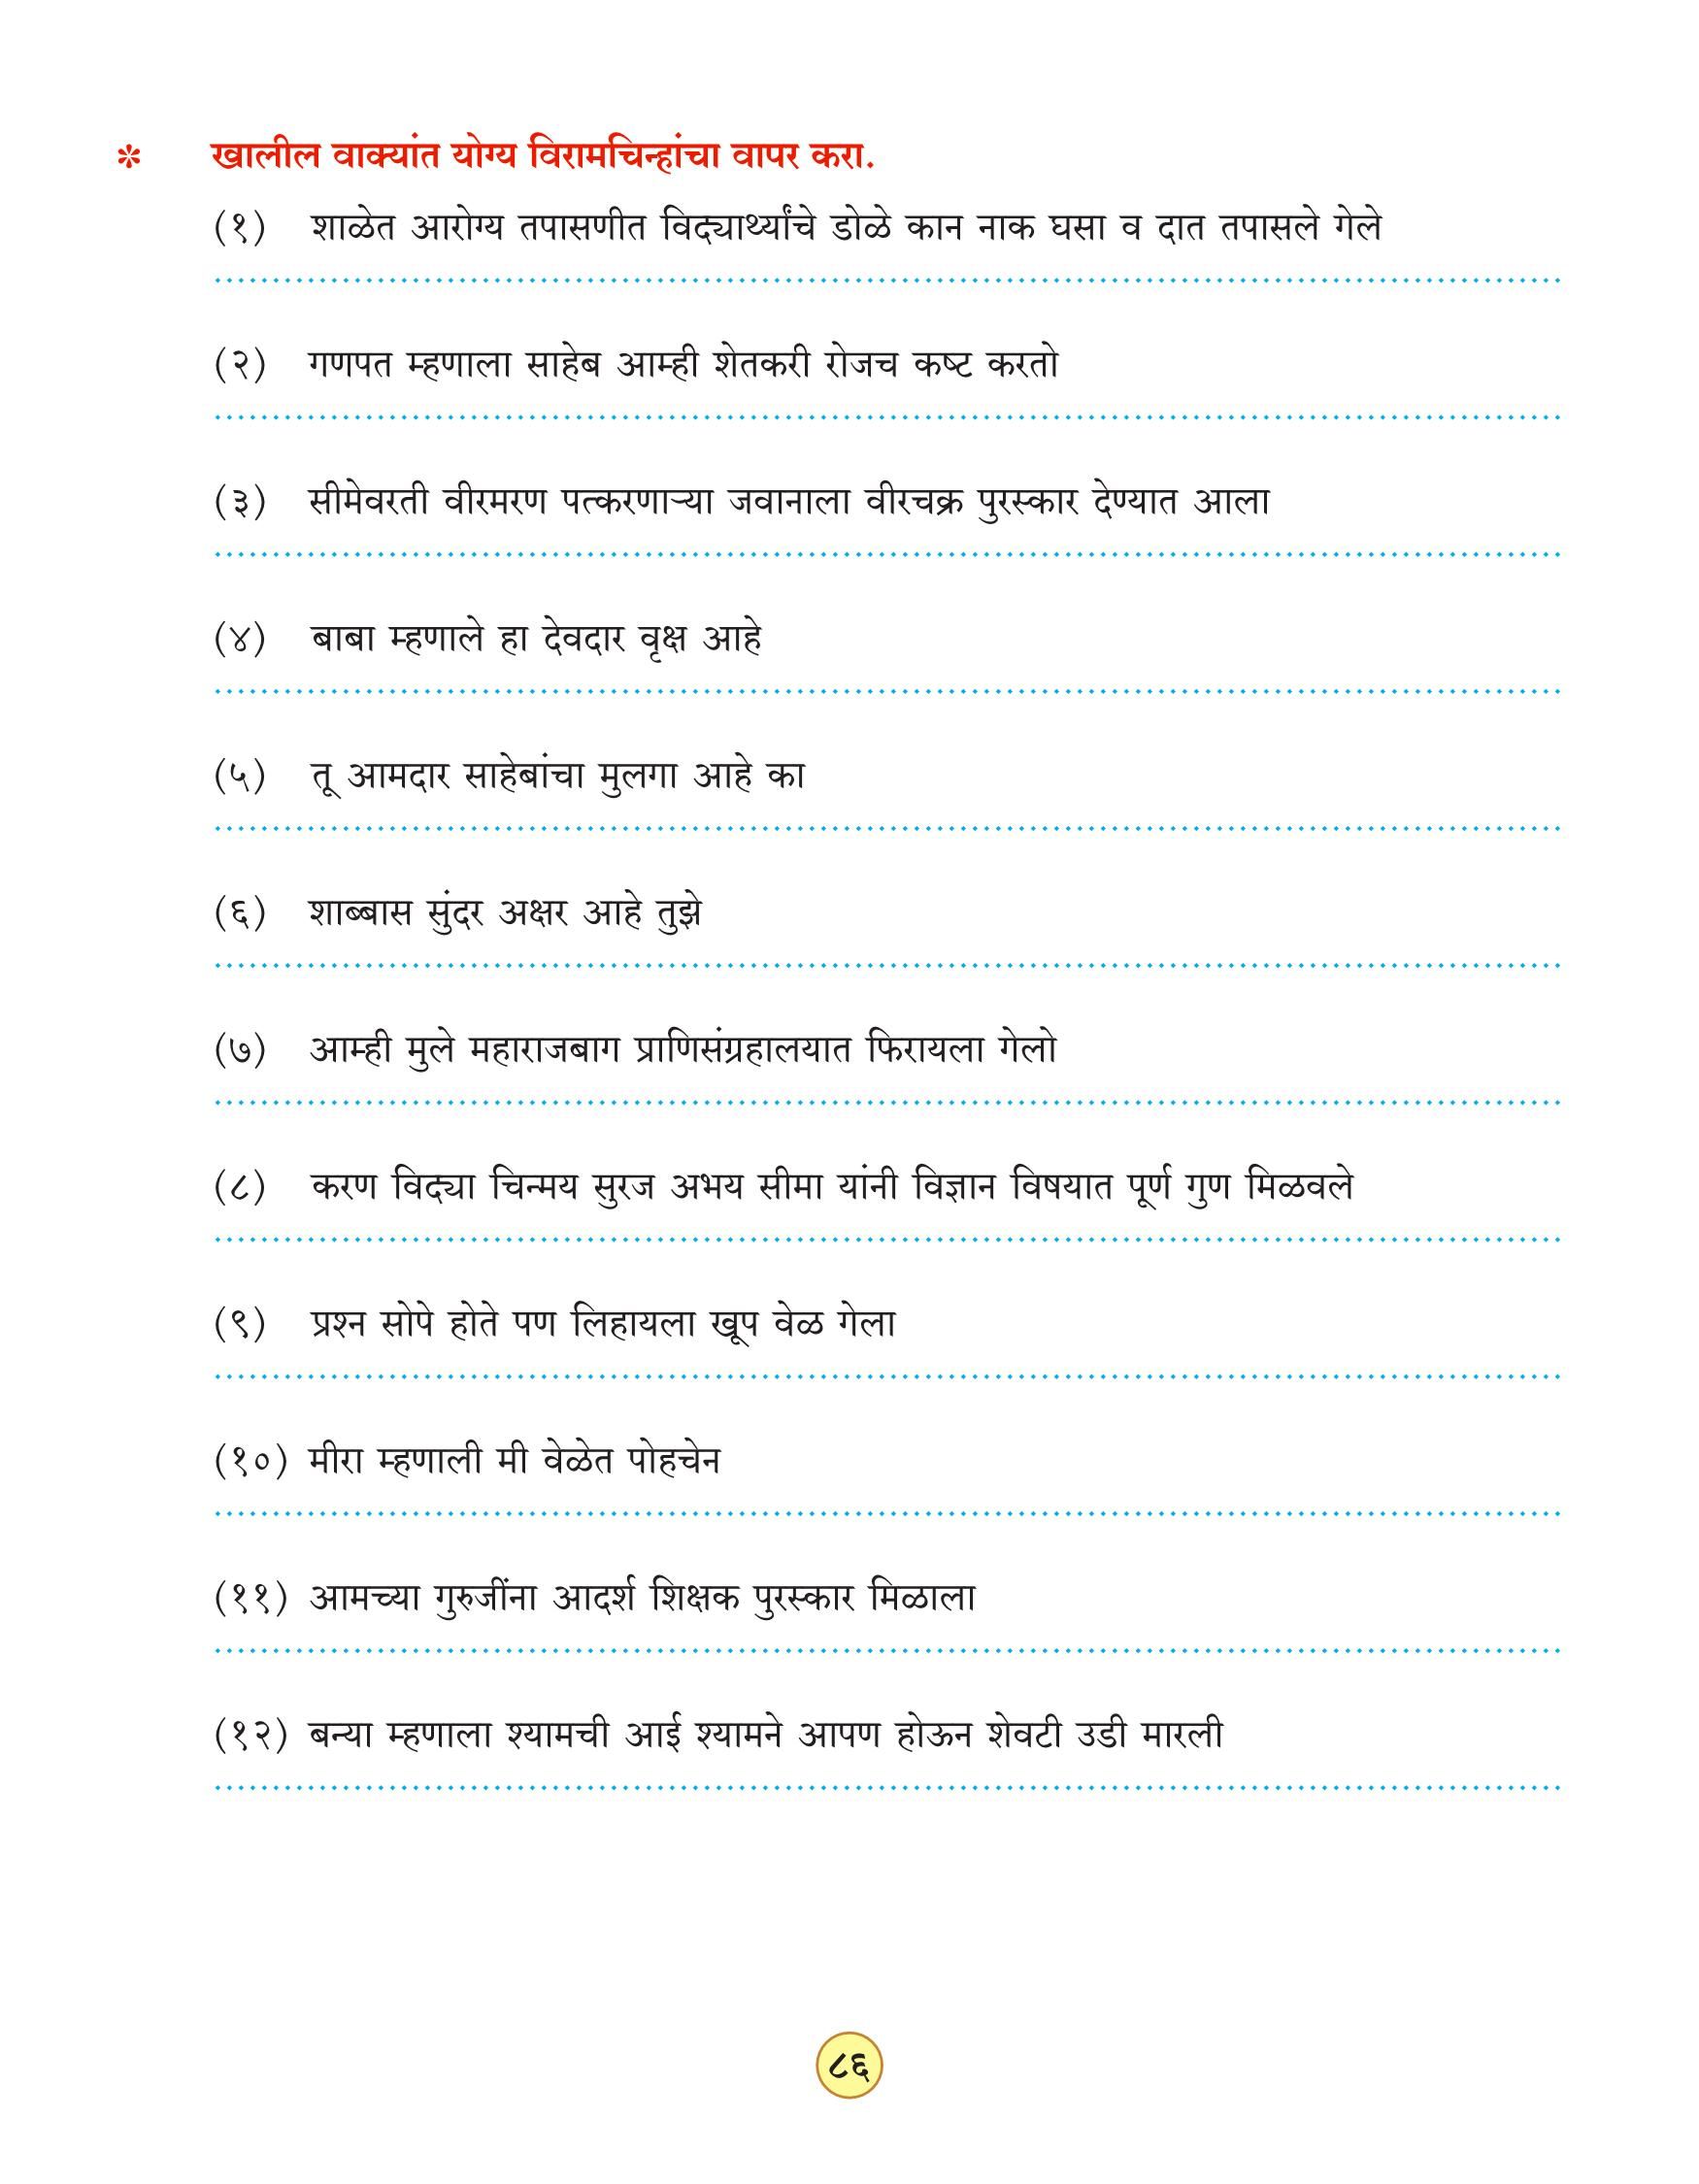 * खालील वाक्यांत योग्य विरामचिन्हांचा वापर करा.
(१) शाळेत आरोग्य तपासणीत विद्यार्थ्यांचे डोळे कान नाक घसा व दात तपासले गेले
(२) गणपत म्हणाला साहेब आम्ही शेतकरी रोजच कष्ट करतो
(३) सीमेवरती वीरमरण पत्करणाऱ्या जवानाला वीरचक्र पुरस्कार देण्यात आला
(४) बाबा म्हणाले हा देवदार वृक्ष आहे
(५) तू आमदार साहेबांचा मुलगा आहे का
(६) शाब्बास सुंदर अक्षर आहे तुझे
(७) आम्ही मुले महाराजबाग प्राणिसंग्रहालयात फिरायला गेलो
(८) करण विद्या चिन्मय सुरज अभय सीमा यांनी विज्ञान विषयात पूर्ण गुण मिळवले
(९) प्रश्न सोपे होते पण लिहायला खूप वेळ गेला
(१०) मीरा म्हणाली मी वेळेत पोहचेन
(११) आमच्या गुरुजींना आदर्श शिक्षक पुरस्कार मिळाला
(१२) बन्या म्हणाला श्यामची आई श्यामने आपण होऊन शेवटी उडी मारली
८६